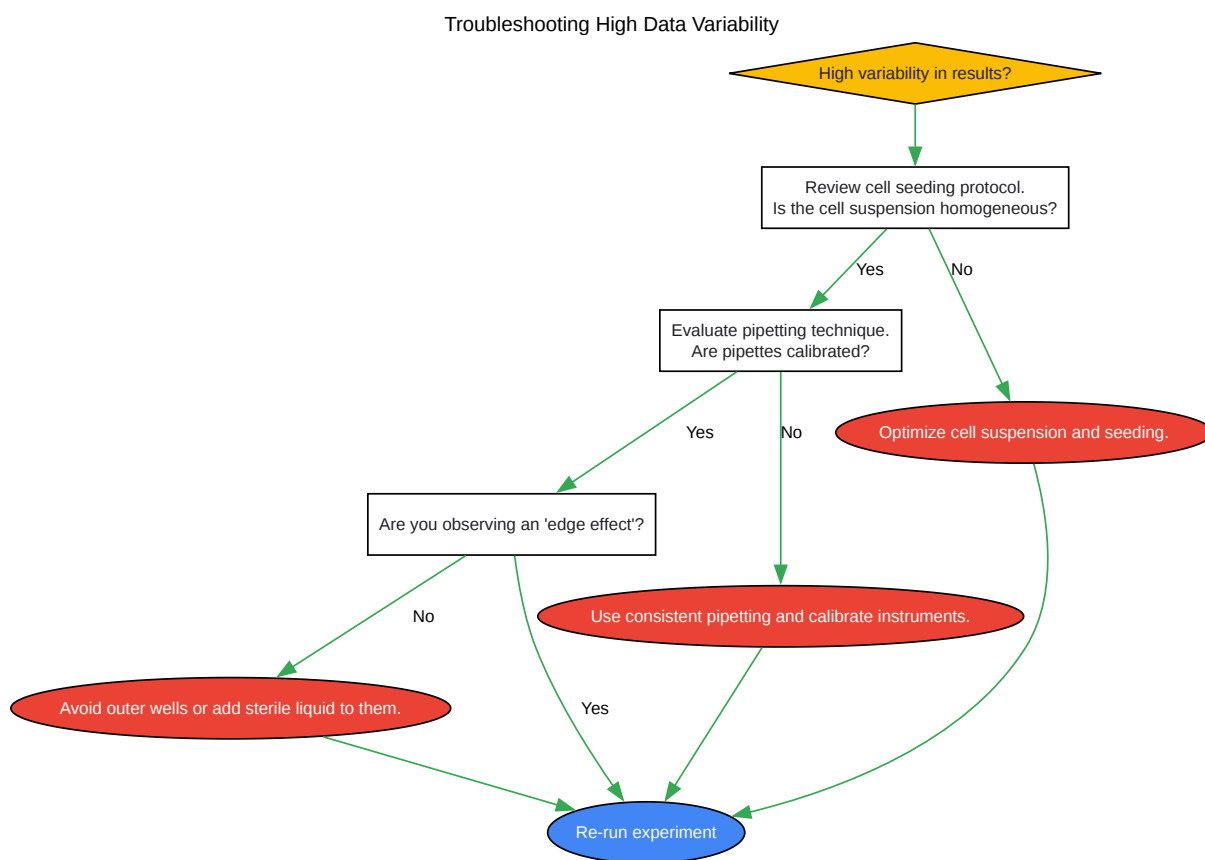 Troubleshooting High Data Variability
High variability in results?
Review cell seeding protocol.
Is the cell suspension homogeneous?
Yes
No
Evaluate pipetting technique.
Are pipettes calibrated?
Yes
No
Optimize cell suspension and seeding.
Are you observing an 'edge effect'?
No
Use consistent pipetting and calibrate instruments.
Avoid outer wells or add sterile liquid to them.
Yes
Re-run experiment